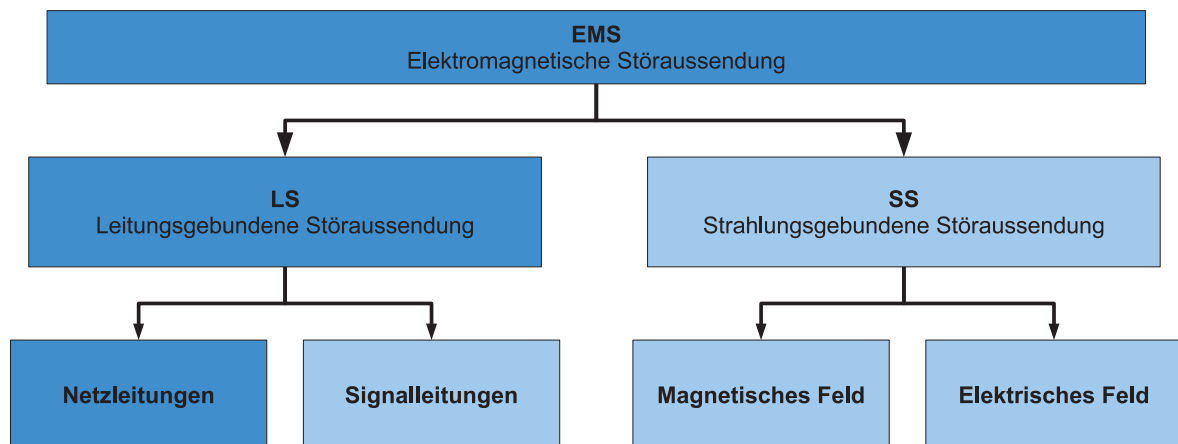 EMS
Elektromagnetische Störaussendung
LS
Leitungsgebundene Störaussendung
SS
Strahlungsgebundene Störaussendung
Netzleitungen
Signalleitungen
Magnetisches Feld
Elektrisches Feld